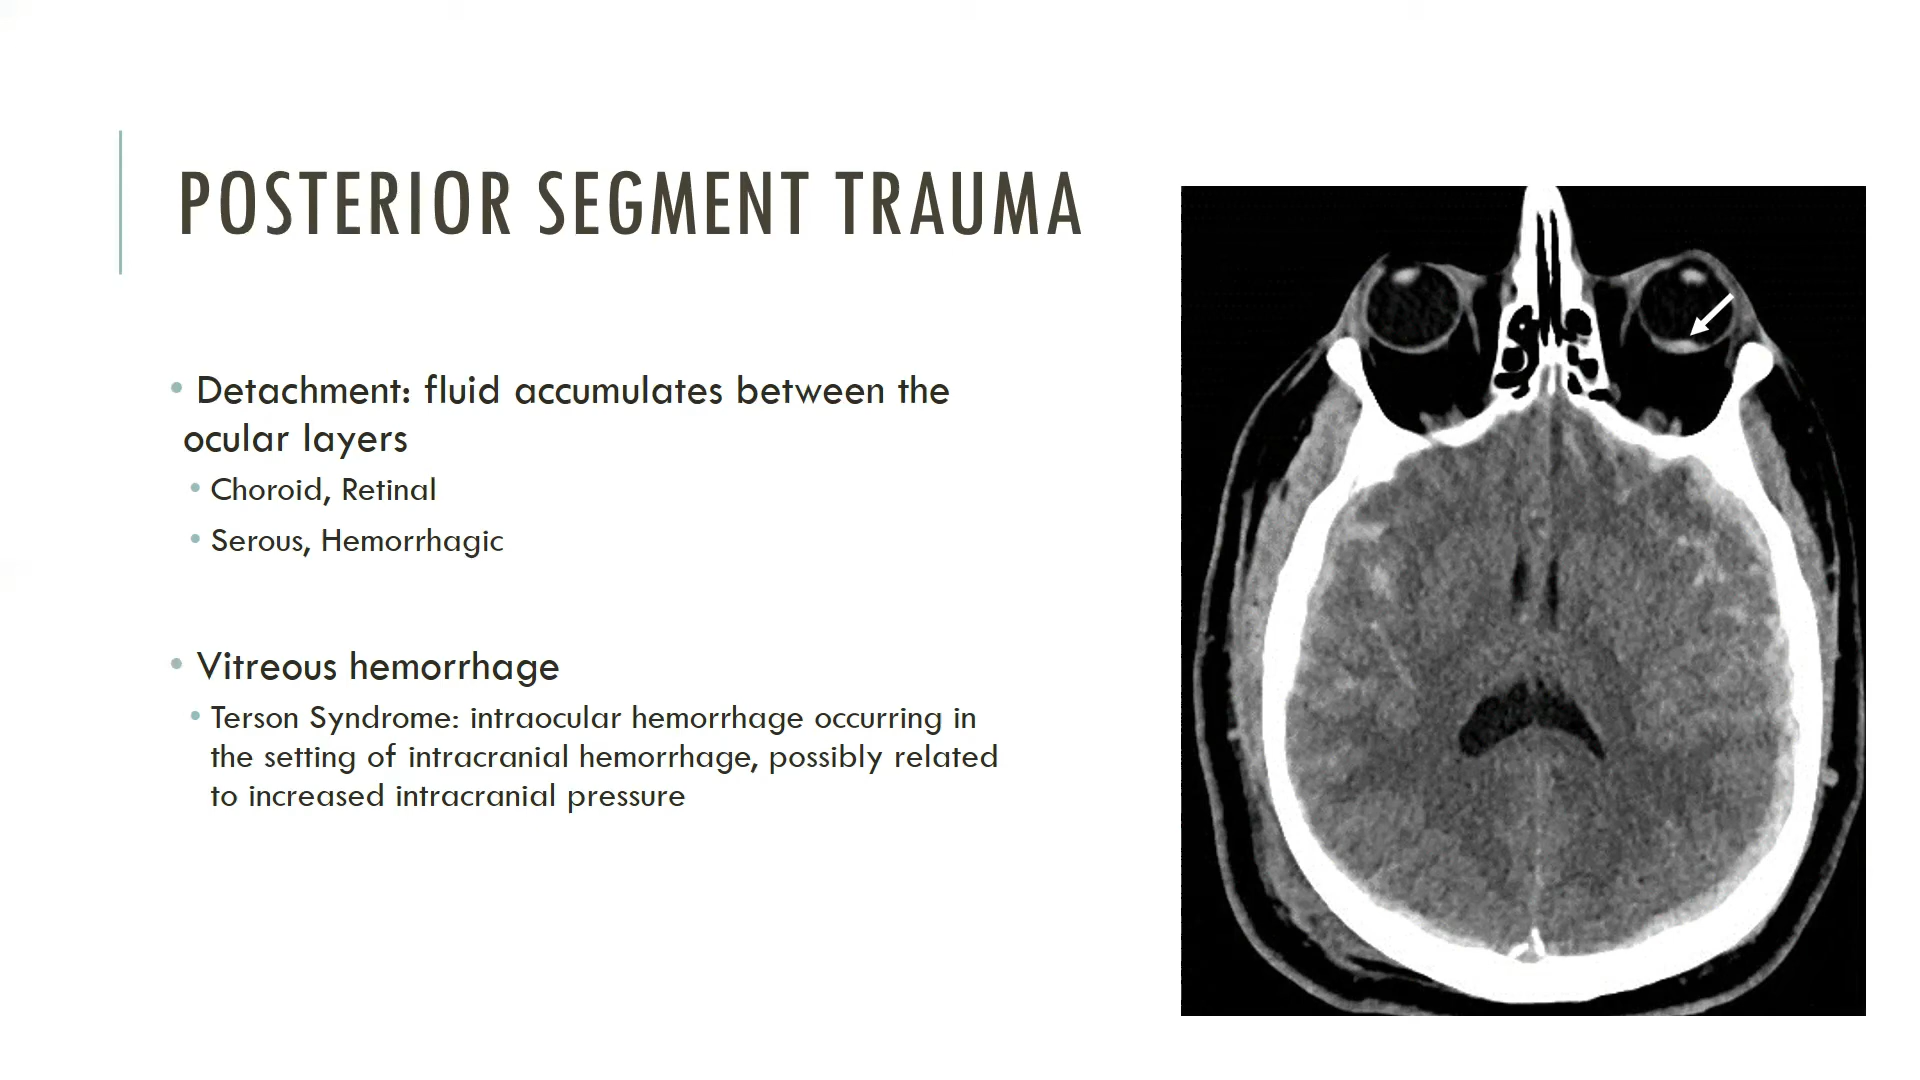 POSTERIOR SEGMENT TRAUMA
• Detachment: fluid accumulates between the
ocular layers
• Choroid, Retinal
• Serous, Hemorrhagic
• Vitreous hemorrhage
• Terson Syndrome: intraocular hemorrhage occurring in
the setting of intracranial hemorrhage, possibly related
to increased intracranial pressure